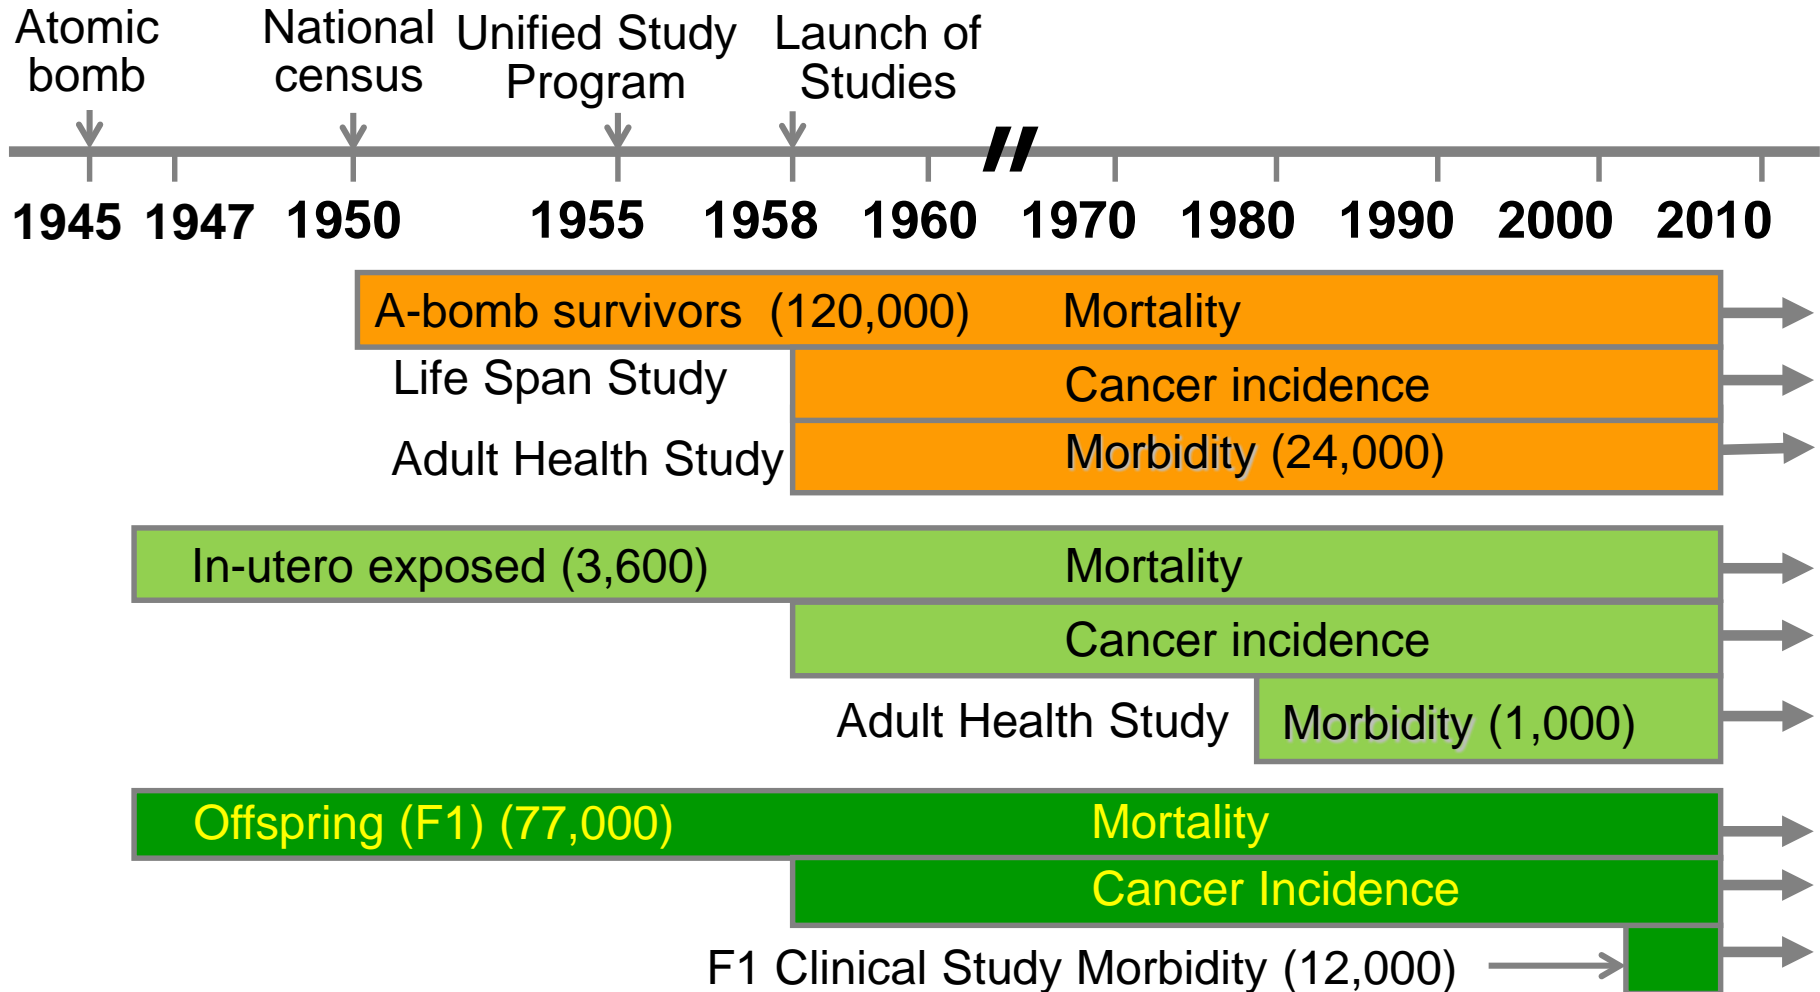 Atomic
bomb
National
census
Unified Study
Program
Launch of
Studies
1945 1947 1950 1955 1958 1960 1970 1980 1990 2000 2010
A-bomb survivors (120,000) Mortality
Life Span Study Cancer incidence
Adult Health Study Morbidity (24,000)
In-utero exposed (3,600) Mortality
Cancer incidence
Adult Health Study Morbidity (1,000)
Offspring (F1) (77,000) Mortality
Cancer Incidence
F1 Clinical Study Morbidity (12,000)